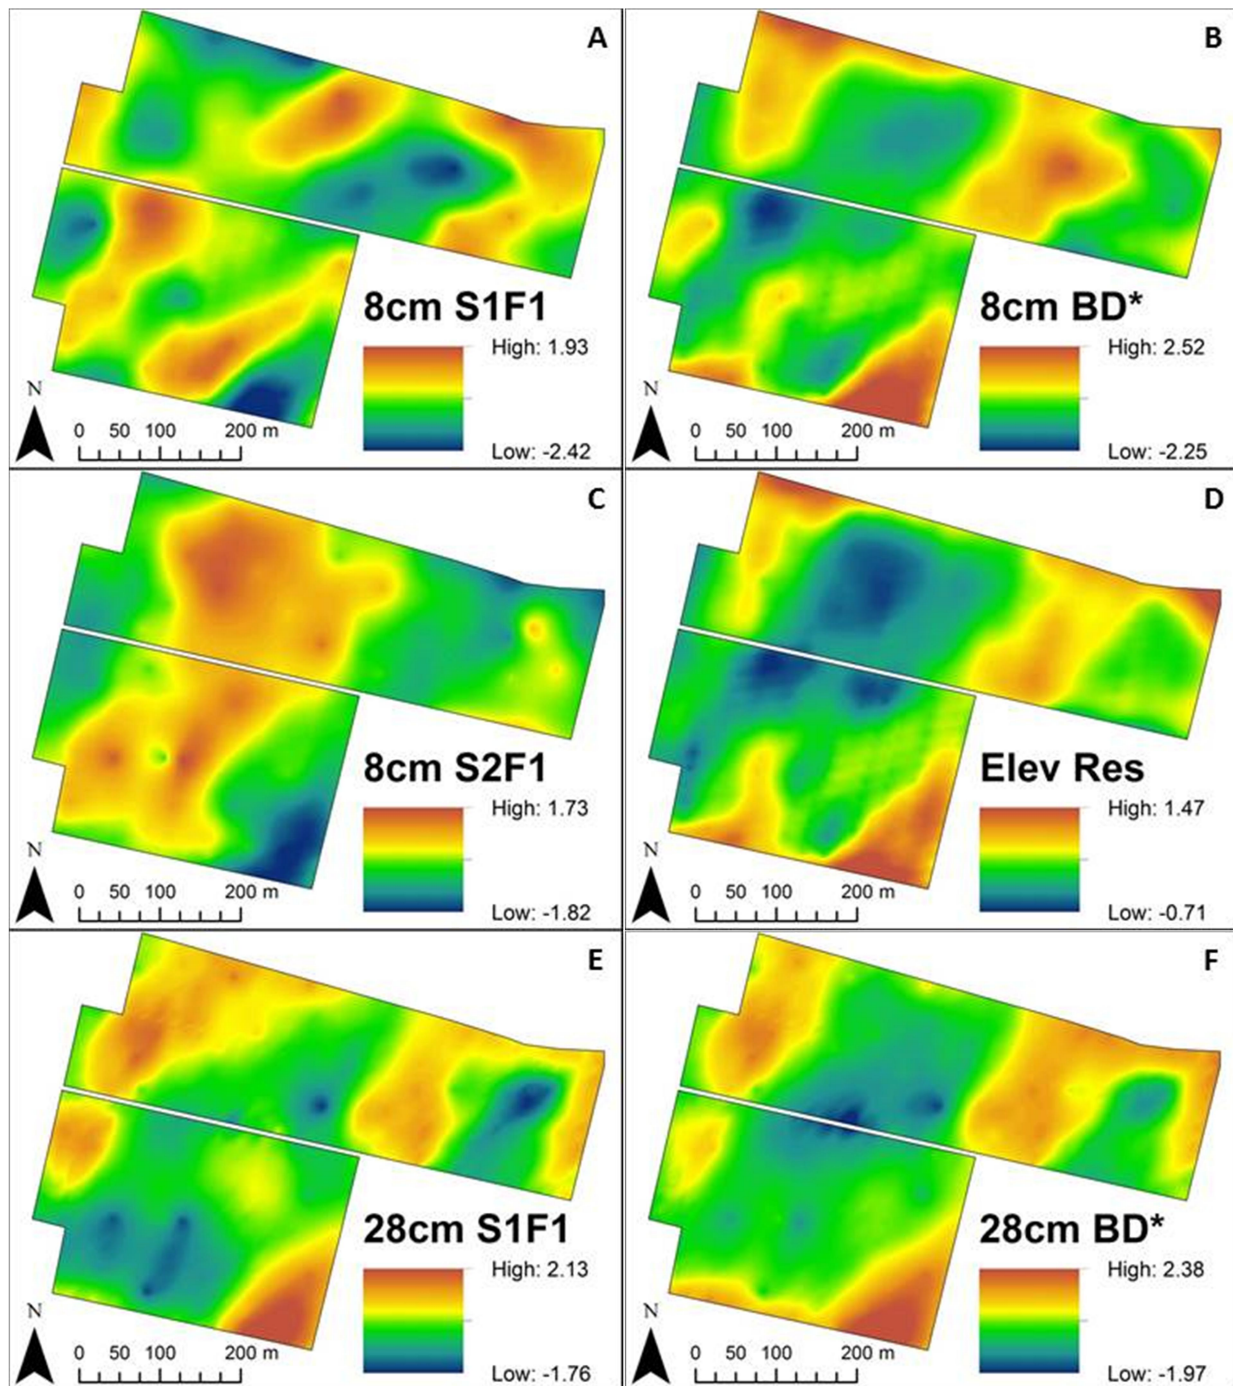 A
8cm S1F1
High: 1.93
Low: -2.42
N
0 50 100 200 m
B
8cm BD*
High: 2.52
Low: -2.25
N
0 50 100 200 m
C
8cm S2F1
High: 1.73
Low: -1.82
N
0 50 100 200 m
D
Elev Res
High: 1.47
Low: -0.71
N
0 50 100 200 m
E
28cm S1F1
High: 2.13
Low: -1.76
N
0 50 100 200 m
F
28cm BD*
High: 2.38
Low: -1.97
N
0 50 100 200 m